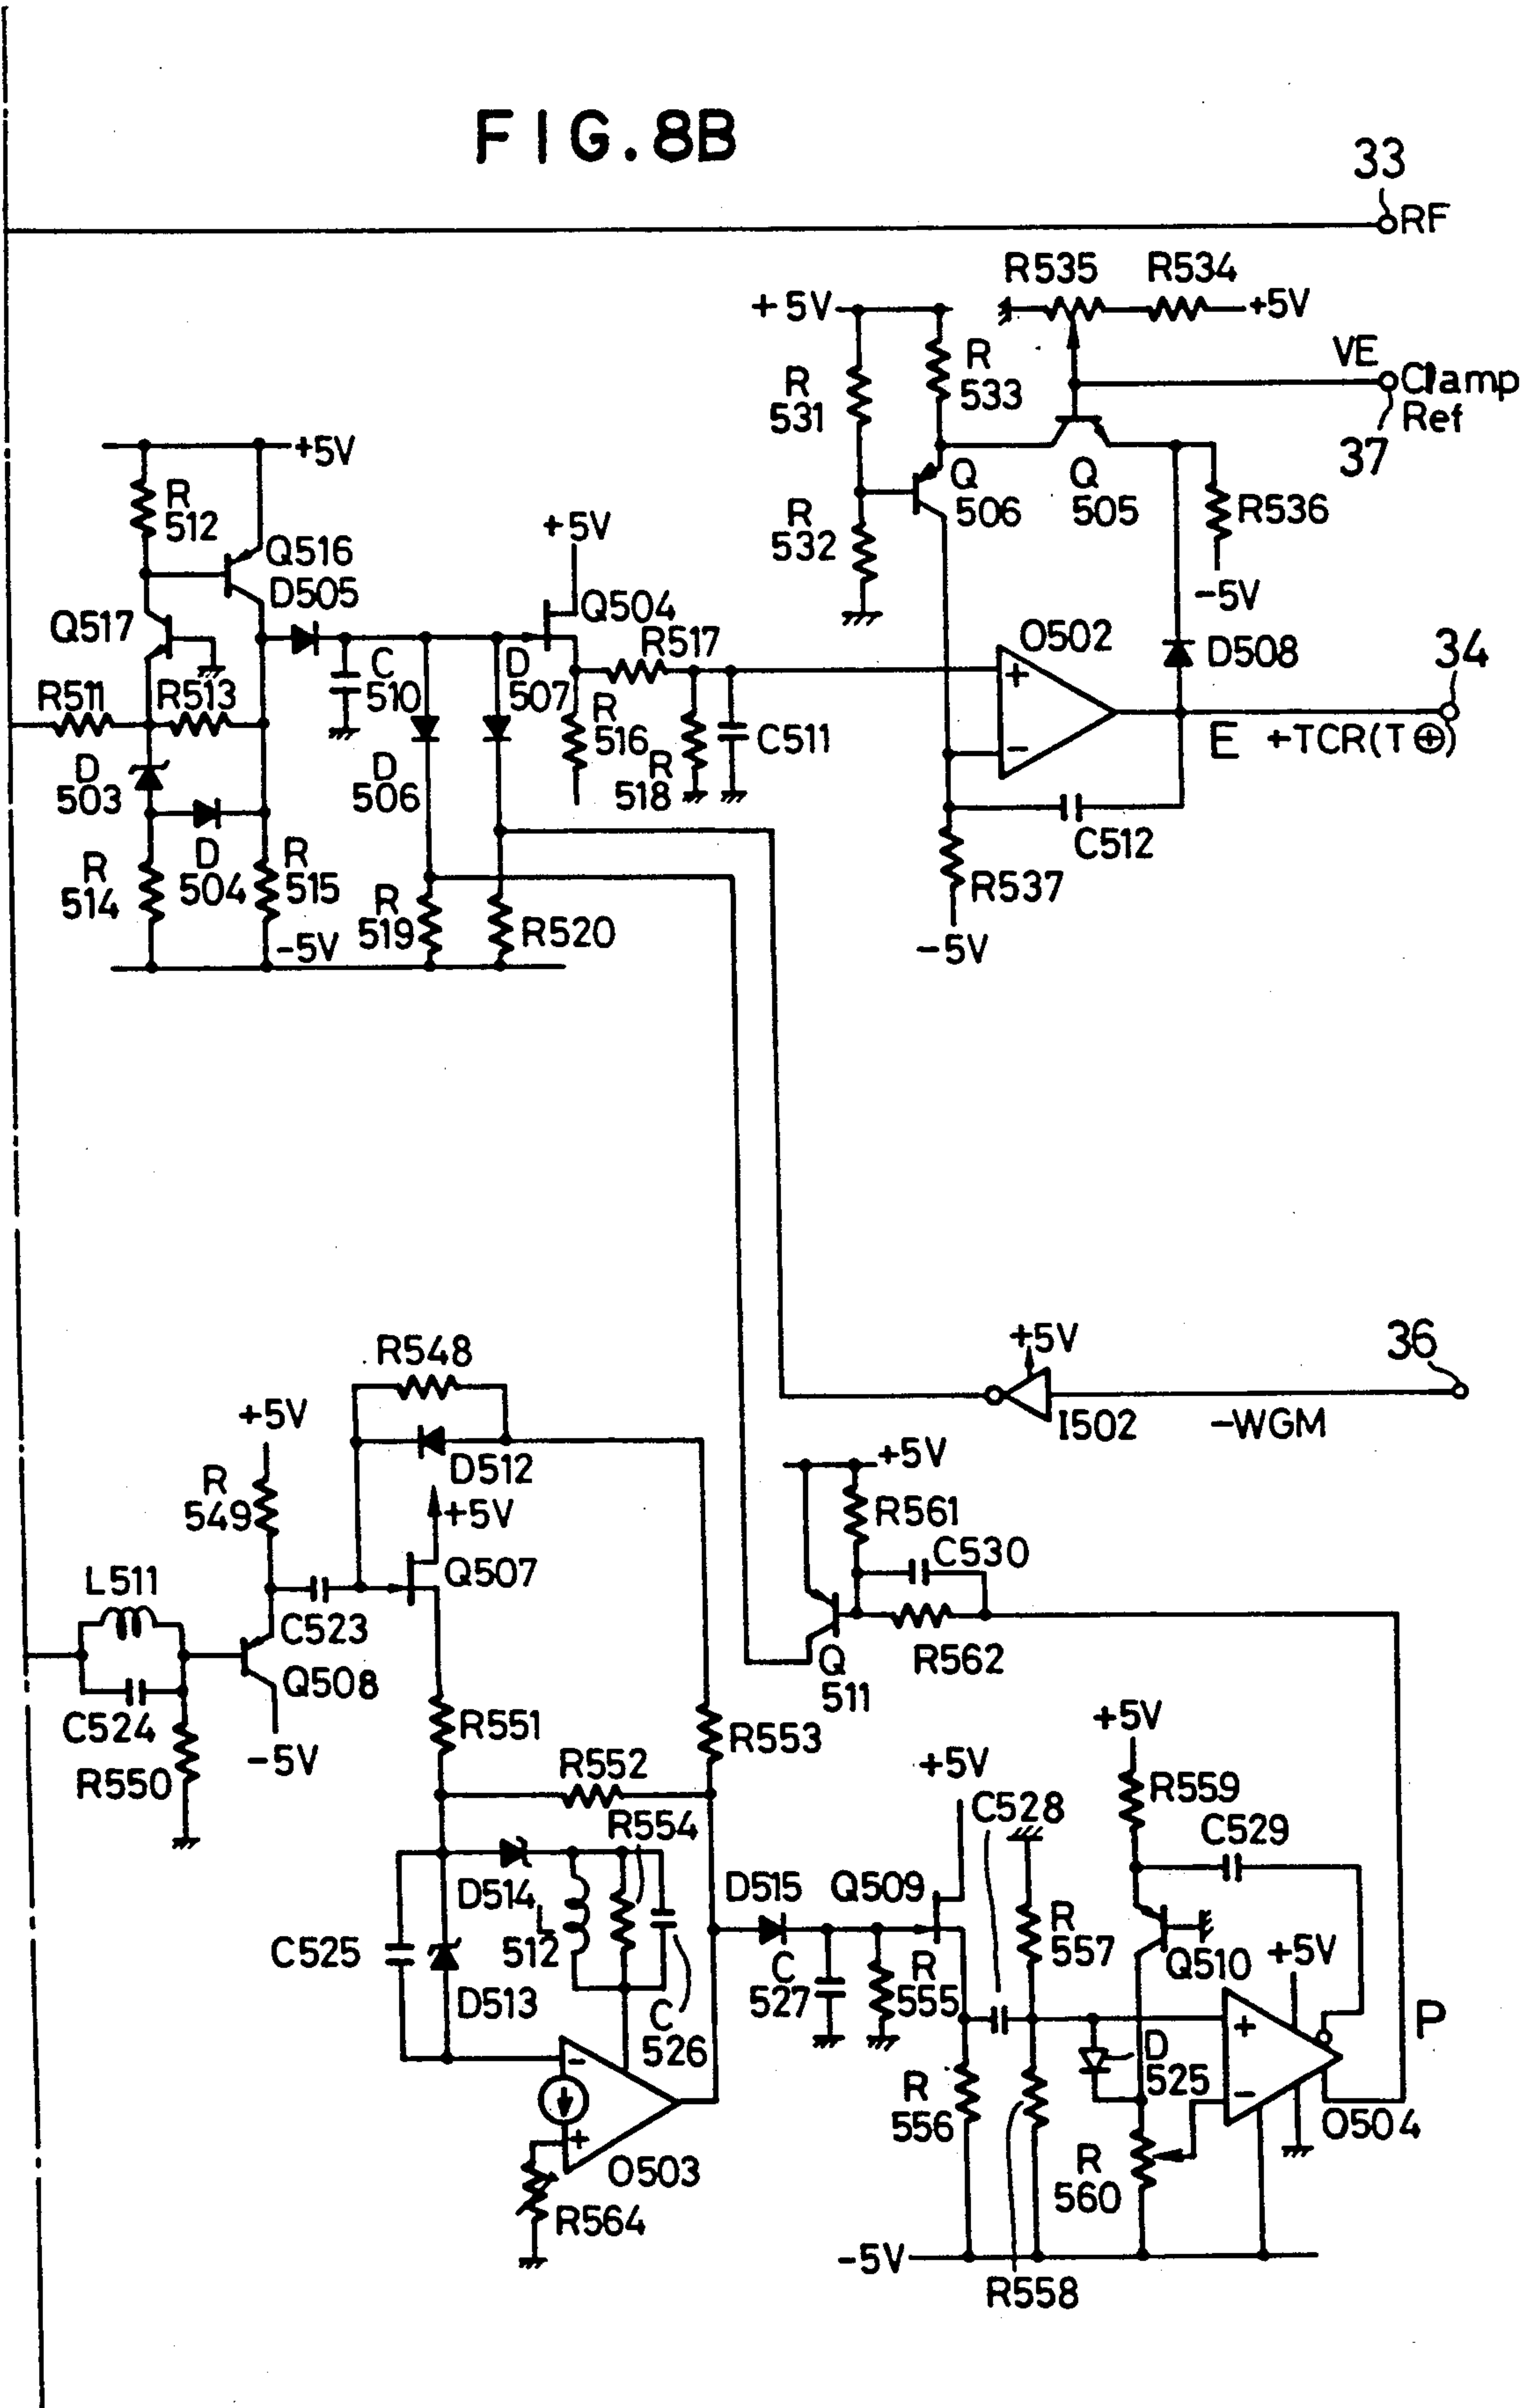 FIG.8B
33
RF
R535
R534
+5V
+5V
R
531
R
533
VE
Clamp
Ref
37
+5V
R
512
Q
506
Q
505
R536
R
532
-5V
+5V
Q516
D505
Q504
Q517
R517
O502
D508
34
C
510
D
507
R511
R513
R
516
C511
+
-
E
+TCR(T⊕)
D
503
D
506
R
518
C512
R
514
D
504
R
515
R
519
R520
R537
-5V
-5V
R548
+5V
36
I502
-WGM
+5V
D512
+5V
R
549
+5V
R561
C530
L511
Q507
C523
Q508
R562
Q
511
C524
R551
R553
+5V
-5V
R550
R552
+5V
R559
R554
C528
C529
D514
L
512
D515
Q509
R
557
Q510
+5V
C525
D513
C
527
R
555
P
C
526
-
+
D
525
+
-
R
556
O504
O503
R
560
R564
-5V
R558